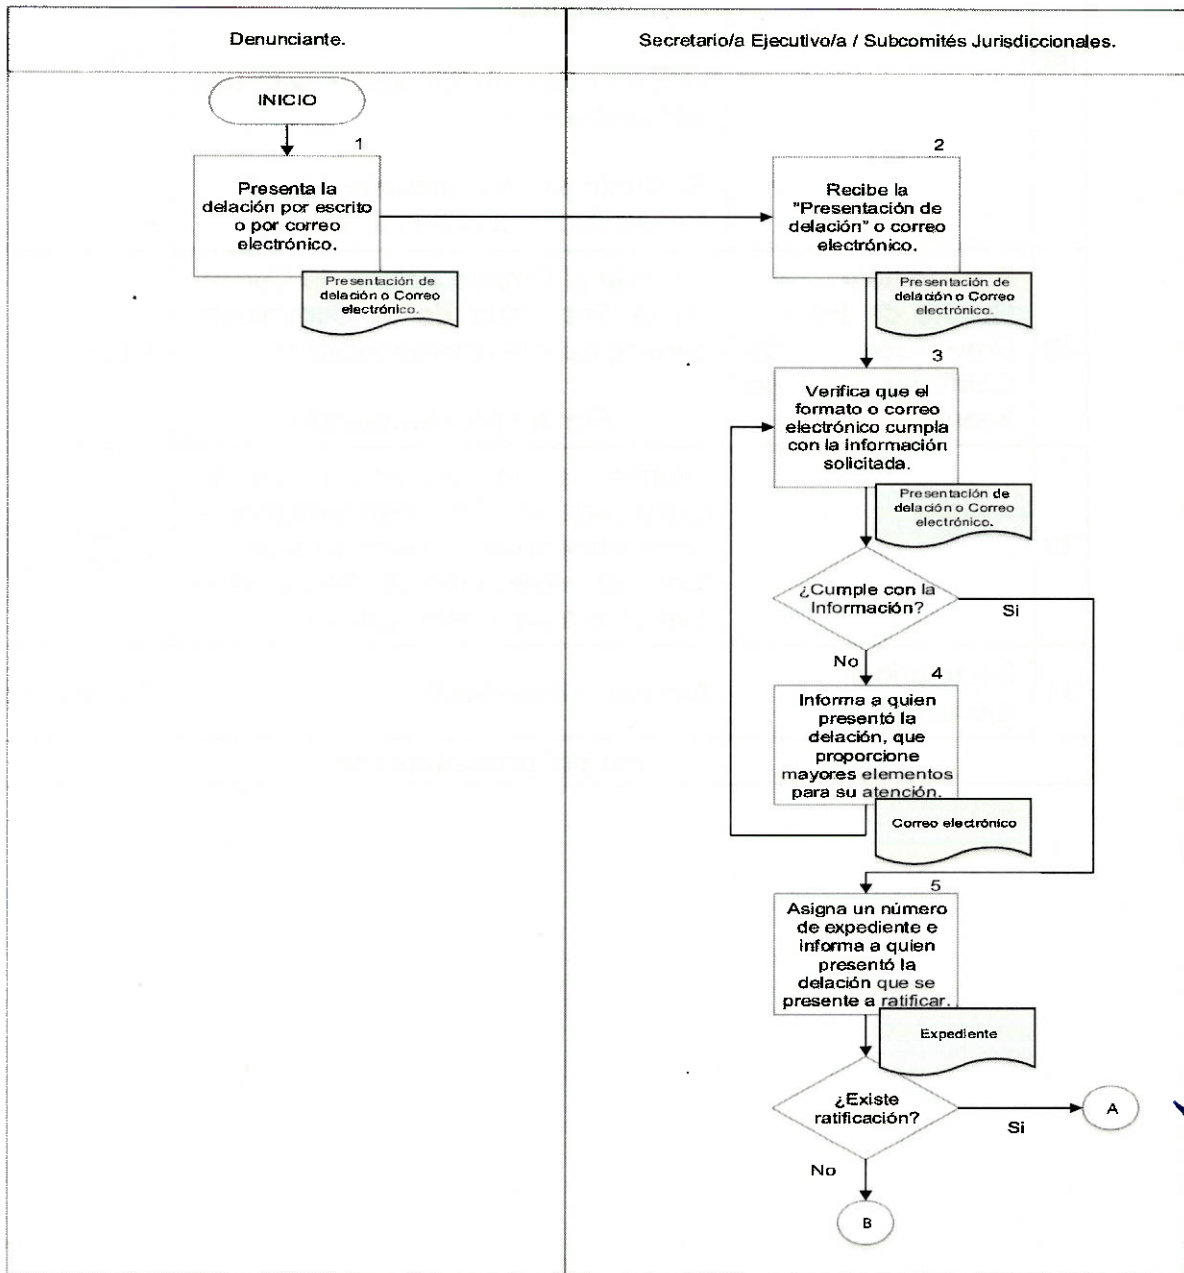 Denunciante.
Secretario/a Ejecutivo/a / Subcomités Jurisdiccionales.
INICIO
1
Presenta la
delación por escrito
o por correo
electrónico.
Presentación de
delación o Correo
electrónico.
2
Recibe la
"Presentación de
delación" o correo
electrónico.
Presentación de
delación o Correo
electrónico.
3
Verifica que el
formato o correo
electrónico cumpla
con la información
solicitada.
Presentación de
delación o Correo
electrónico.
¿Cumple con la
Información?
Si
No
4
Informa a quien
presentó la
delación, que
proporcione
mayores elementos
para su atención.
Correo electrónico
5
Asigna un número
de expediente e
informa a quien
presentó la
delación que se
presente a ratificar.
Expediente
¿Existe
ratificación?
Si
A
No
B